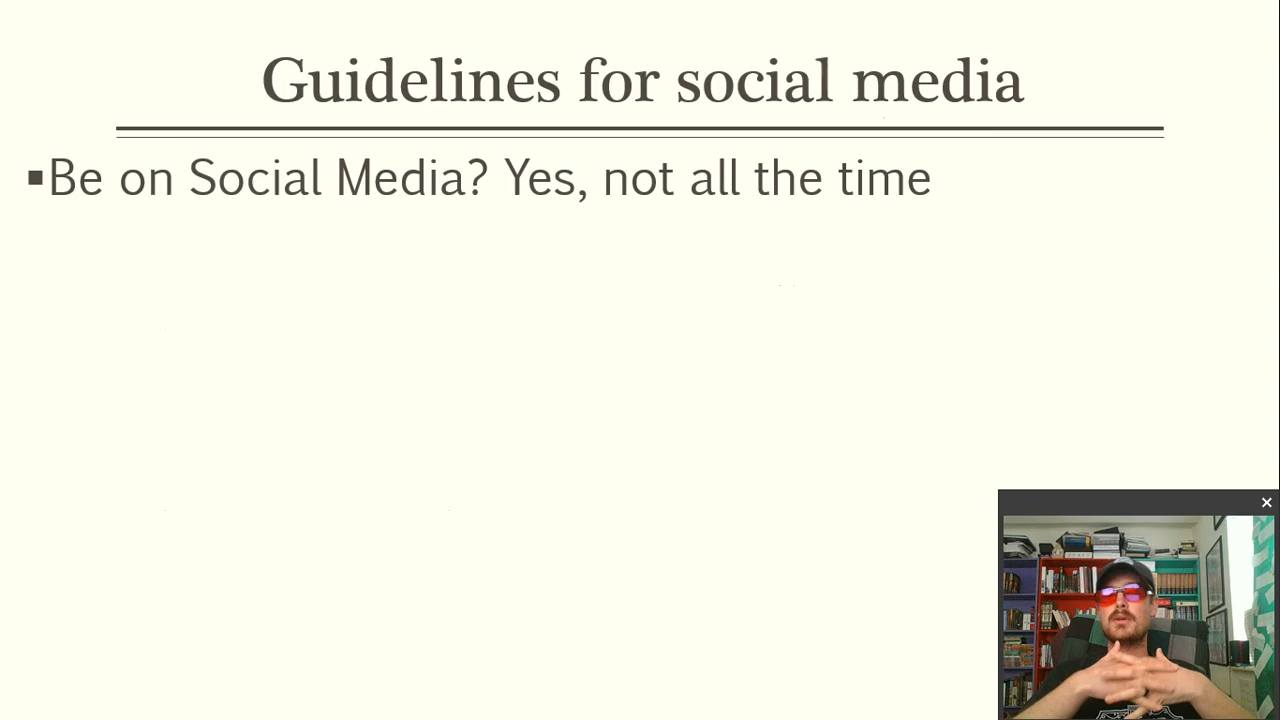 Guidelines for social media
▪Be on Social Media? Yes, not all the time